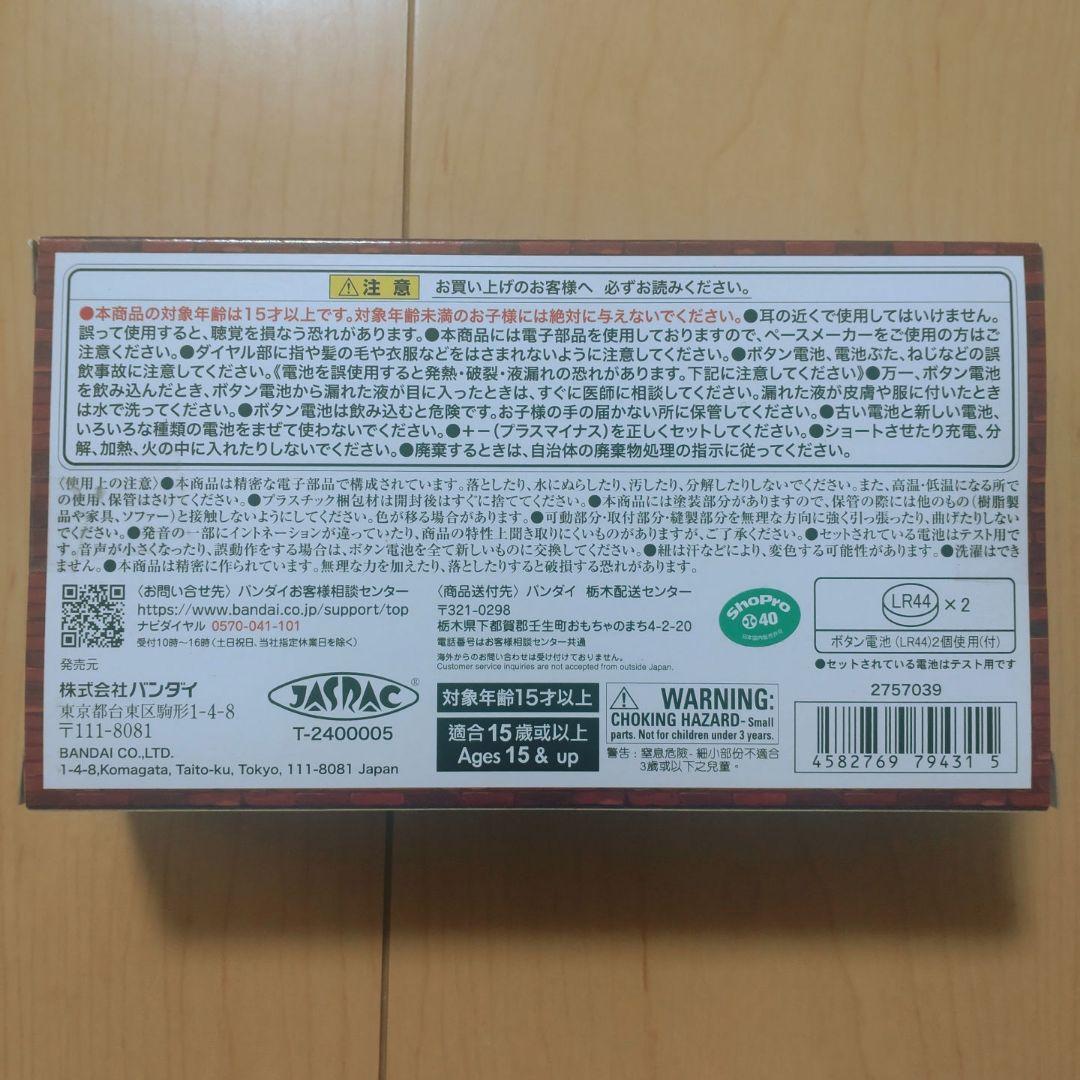 注意 お買い上げのお客様へ 必ずお読みください。
●本商品の対象年齢は15才以上です。対象年齢未満のお子様には絶対に与えないでください。●耳の近くで使用してはいけません。
誤って使用すると、聴覚を損なう恐れがあります。●本商品には電子部品を使用しておりますので、ペースメーカーをご使用の方はご
注意ください。●ダイヤル部に指や髪の毛や衣服などをはさまれないように注意してください。●ボタン電池、電池ぶた、ねじなどの誤
飲事故に注意してください。《電池を誤使用すると発熱・破裂・液漏れの恐れがあります。下記に注意してください》●万一、ボタン電池
を飲み込んだとき、ボタン電池から漏れた液が目に入ったときは、すぐに医師に相談してください。漏れた液が皮膚や服に付いたとき
は水で洗ってください。●ボタン電池は飲み込むと危険です。お子様の手の届かない所に保管してください。●古い電池と新しい電池、
いろいろな種類の電池をまぜて使わないでください。●+−(プラスマイナス)を正しくセットしてください。●ショートさせたり充電、分
解、加熱、火の中に入れたりしないでください。●廃棄するときは、自治体の廃棄物処理の指示に従ってください。
〈使用上の注意〉●本商品は精密な電子部品で構成されています。落としたり、水にぬらしたり、汚したり、分解したりしないでください。また、高温・低温になる所で
の使用、保管はさけてください。●プラスチック梱包材は開封後はすぐに捨ててください。●本商品には塗装部分がありますので、保管の際には他のもの(樹脂製
品や家具、ソファー)と接触しないようにしてください。色が移る場合があります。●可動部分・取付部分・縫製部分を無理な方向に強く引っ張ったり、曲げたりしない
でください。●発音の一部にイントネーションが違っていたり、商品の特性上聞き取りにくいものがありますが、ご了承ください。●セットされている電池はテスト用で
す。音声が小さくなったり、誤動作をする場合は、ボタン電池を全て新しいものに交換してください。●紐は汗などにより、変色する可能性があります。●洗濯はでき
ません。●本商品は精密に作られています。無理な力を加えたり、落としたりすると破損する恐れがあります。
〈お問い合せ先〉バンダイお客様相談センター
https://www.bandai.co.jp/support/top
ナビダイヤル 0570-041-101
受付10時〜16時(土日祝日、当社指定休業日を除く)
〈商品送付先〉バンダイ 栃木配送センター
〒321-0298
栃木県下都賀郡壬生町おもちゃのまち4-2-20
電話番号はお客様相談センター共通
海外からのお問い合わせは受け付けておりません。
Customer service inquiries are not accepted from outside Japan.
ShoPro
40
日本国内販売許可
LR44 ×2
ボタン電池(LR44)2個使用(付)
●セットされている電池はテスト用です
発売元
株式会社バンダイ
東京都台東区駒形1-4-8
〒111-8081
BANDAI CO.,LTD.
1-4-8,Komagata, Taito-ku, Tokyo, 111-8081 Japan
JASRAC®
T-2400005
対象年齢15才以上
適合15歳或以上
Ages 15 & up
WARNING:
CHOKING HAZARD- Small
parts. Not for children under 3 years.
警告:窒息危險-細小部份不適合
3歲或以下之兒童。
2757039
4582769 79431 5